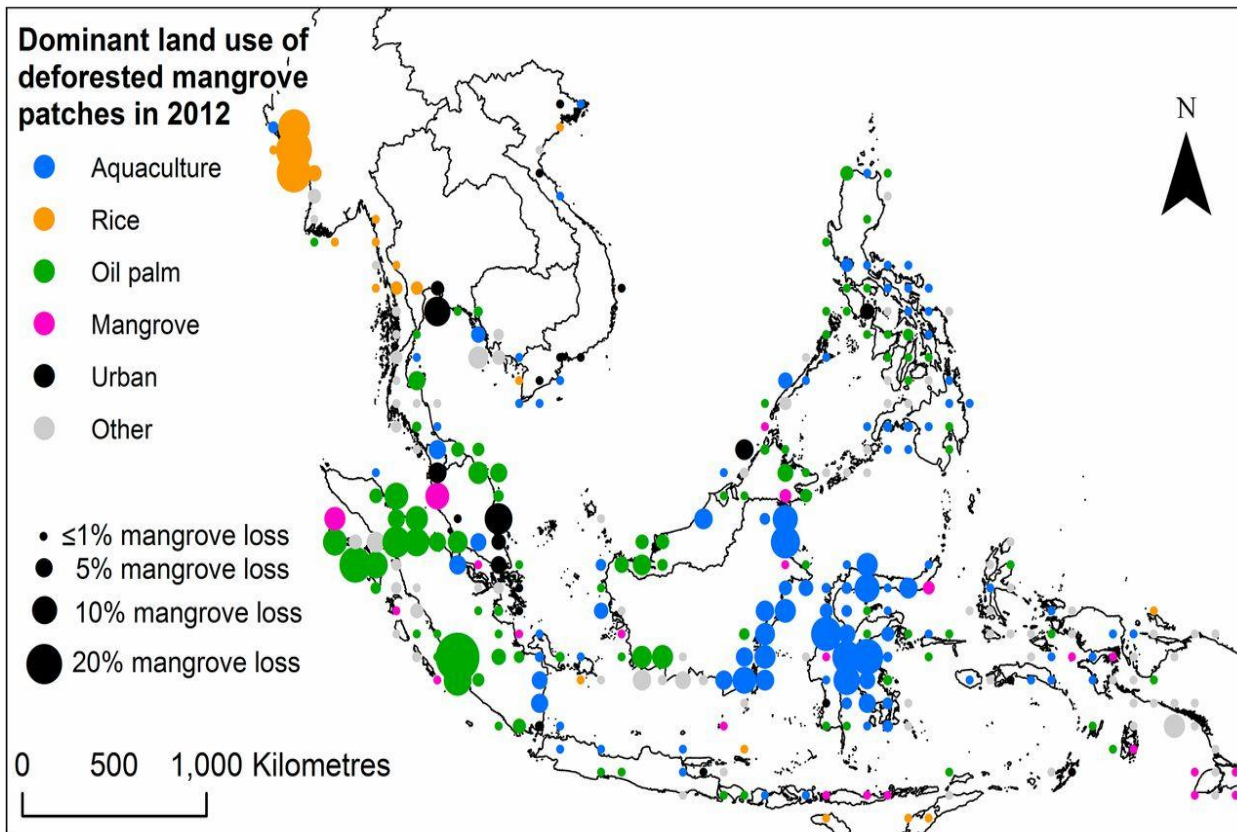 Dominant land use of
deforested mangrove
patches in 2012
Aquaculture
Rice
Oil palm
Mangrove
Urban
Other
≤1% mangrove loss
5% mangrove loss
10% mangrove loss
20% mangrove loss
0 500 1,000 Kilometres
N